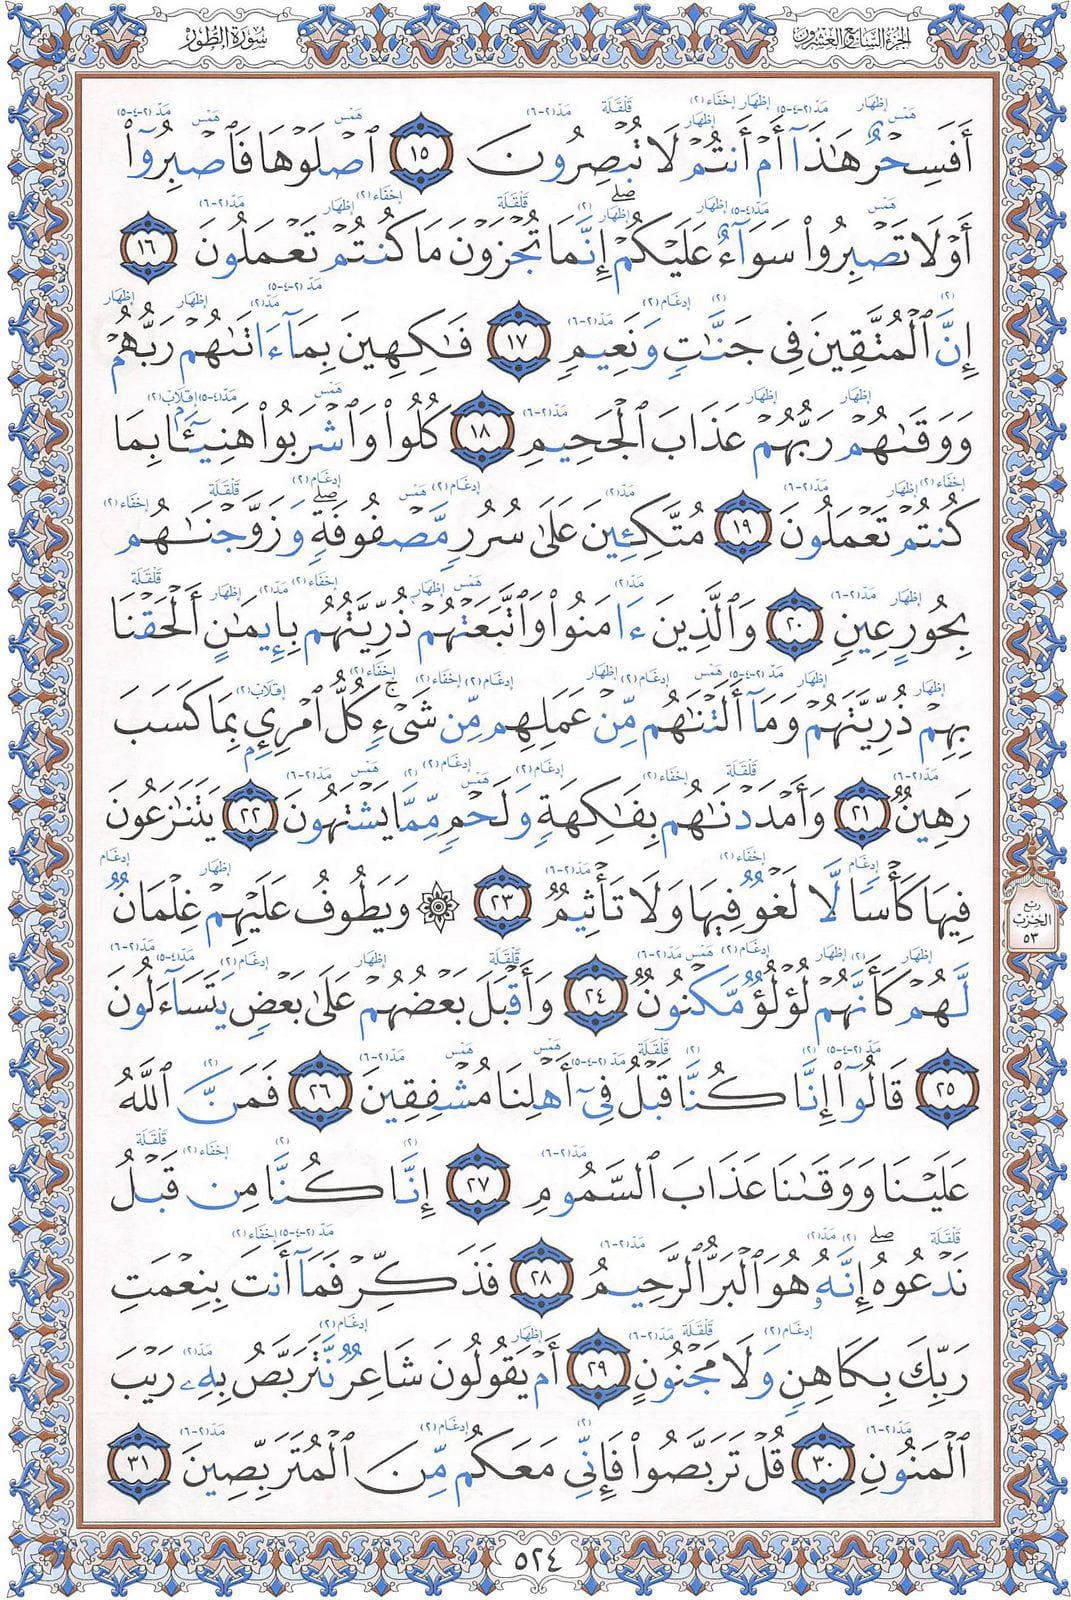 الجزء السابع والعشرون
سورة الطور
أَفَسِحْرٌ هَٰذَآ أَمْ أَنتُمْ لَا تُبْصِرُونَ ١٥ ٱصْلَوْهَا فَٱصْبِرُوٓا۟
أَوْ لَا تَصْبِرُوا۟ سَوَآءٌ عَلَيْكُمْ ۖ إِنَّمَا تُجْزَوْنَ مَا كُنتُمْ تَعْمَلُونَ ١٦
إِنَّ ٱلْمُتَّقِينَ فِى جَنَّٰتٍ وَنَعِيمٍ ١٧ فَٰكِهِينَ بِمَآ ءَاتَىٰهُمْ رَبُّهُمْ
وَوَقَىٰهُمْ رَبُّهُمْ عَذَابَ ٱلْجَحِيمِ ١٨ كُلُوا۟ وَٱشْرَبُوا۟ هَنِيٓـًٔۢا بِمَا
كُنتُمْ تَعْمَلُونَ ١٩ مُتَّكِـِٔينَ عَلَىٰ سُرُرٍ مَّصْفُوفَةٍ ۖ وَزَوَّجْنَٰهُم
بِحُورٍ عِينٍ ٢٠ وَٱلَّذِينَ ءَامَنُوا۟ وَٱتَّبَعَتْهُمْ ذُرِّيَّتُهُم بِإِيمَٰنٍ أَلْحَقْنَا
بِهِمْ ذُرِّيَّتَهُمْ وَمَآ أَلَتْنَٰهُم مِّنْ عَمَلِهِم مِّن شَىْءٍ ۚ كُلُّ ٱمْرِئٍۭ بِمَا كَسَبَ
رَهِينٌ ٢١ وَأَمْدَدْنَٰهُم بِفَٰكِهَةٍ وَلَحْمٍ مِّمَّا يَشْتَهُونَ ٢٢ يَتَنَٰزَعُونَ
فِيهَا كَأْسًا لَّا لَغْوٌ فِيهَا وَلَا تَأْثِيمٌ ٢٣ ۞ وَيَطُوفُ عَلَيْهِمْ غِلْمَانٌ
ربع الحزب ٥٣
لَّهُمْ كَأَنَّهُمْ لُؤْلُؤٌ مَّكْنُونٌ ٢٤ وَأَقْبَلَ بَعْضُهُمْ عَلَىٰ بَعْضٍ يَتَسَآءَلُونَ
٢٥ قَالُوٓا۟ إِنَّا كُنَّا قَبْلُ فِىٓ أَهْلِنَا مُشْفِقِينَ ٢٦ فَمَنَّ ٱللَّهُ
عَلَيْنَا وَوَقَىٰنَا عَذَابَ ٱلسَّمُومِ ٢٧ إِنَّا كُنَّا مِن قَبْلُ
نَدْعُوهُ ۖ إِنَّهُۥ هُوَ ٱلْبَرُّ ٱلرَّحِيمُ ٢٨ فَذَكِّرْ فَمَآ أَنتَ بِنِعْمَتِ
رَبِّكَ بِكَاهِنٍ وَلَا مَجْنُونٍ ٢٩ أَمْ يَقُولُونَ شَاعِرٌ نَّتَرَبَّصُ بِهِۦ رَيْبَ
ٱلْمَنُونِ ٣٠ قُلْ تَرَبَّصُوا۟ فَإِنِّى مَعَكُم مِّنَ ٱلْمُتَرَبِّصِينَ ٣١
٥٢٤